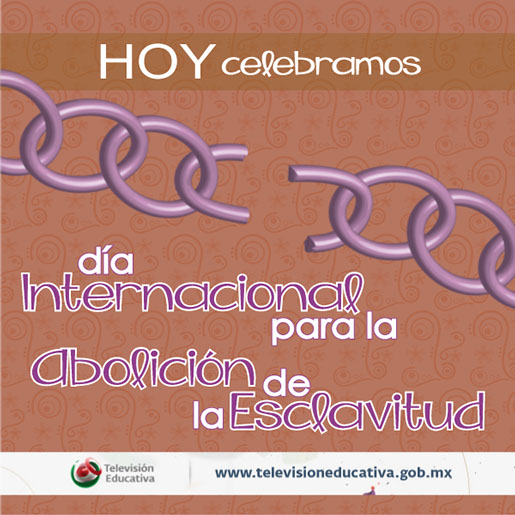 HOY celebramos
día
Internacional
para la
Abolición de
la Esclavitud
Televisión
Educativa
www.televisioneducativa.gob.mx